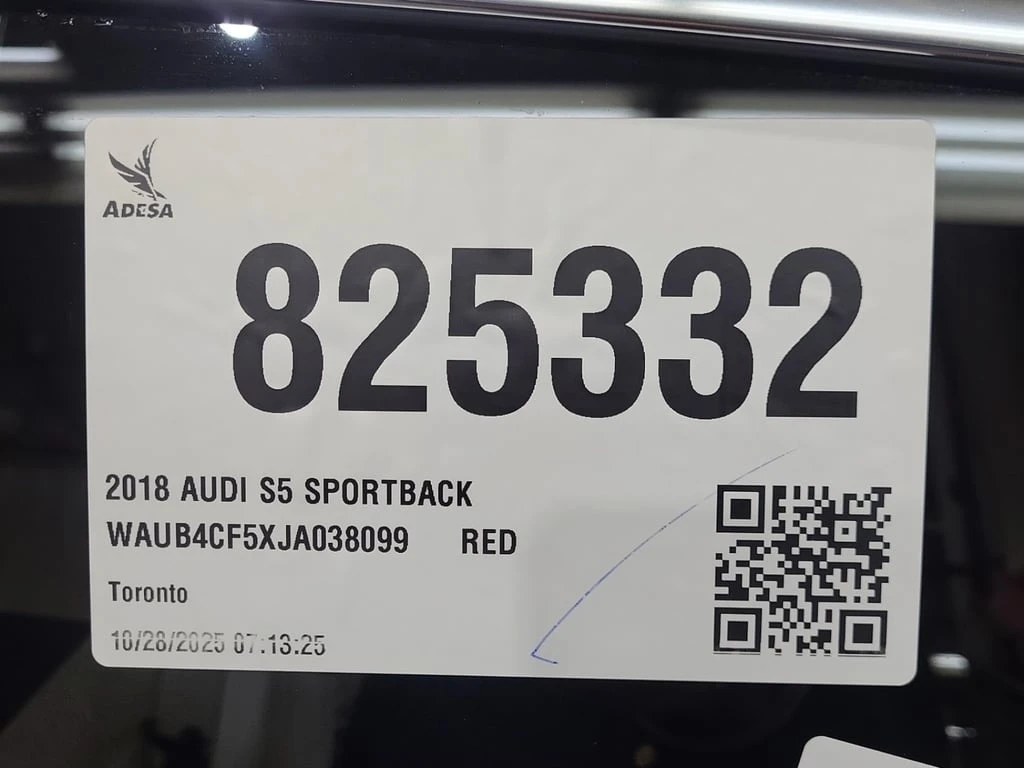 ADESA
825332
2018 AUDI S5 SPORTBACK
WAUB4CF5XJA038099 RED
Toronto
10/28/2025 07:13:25